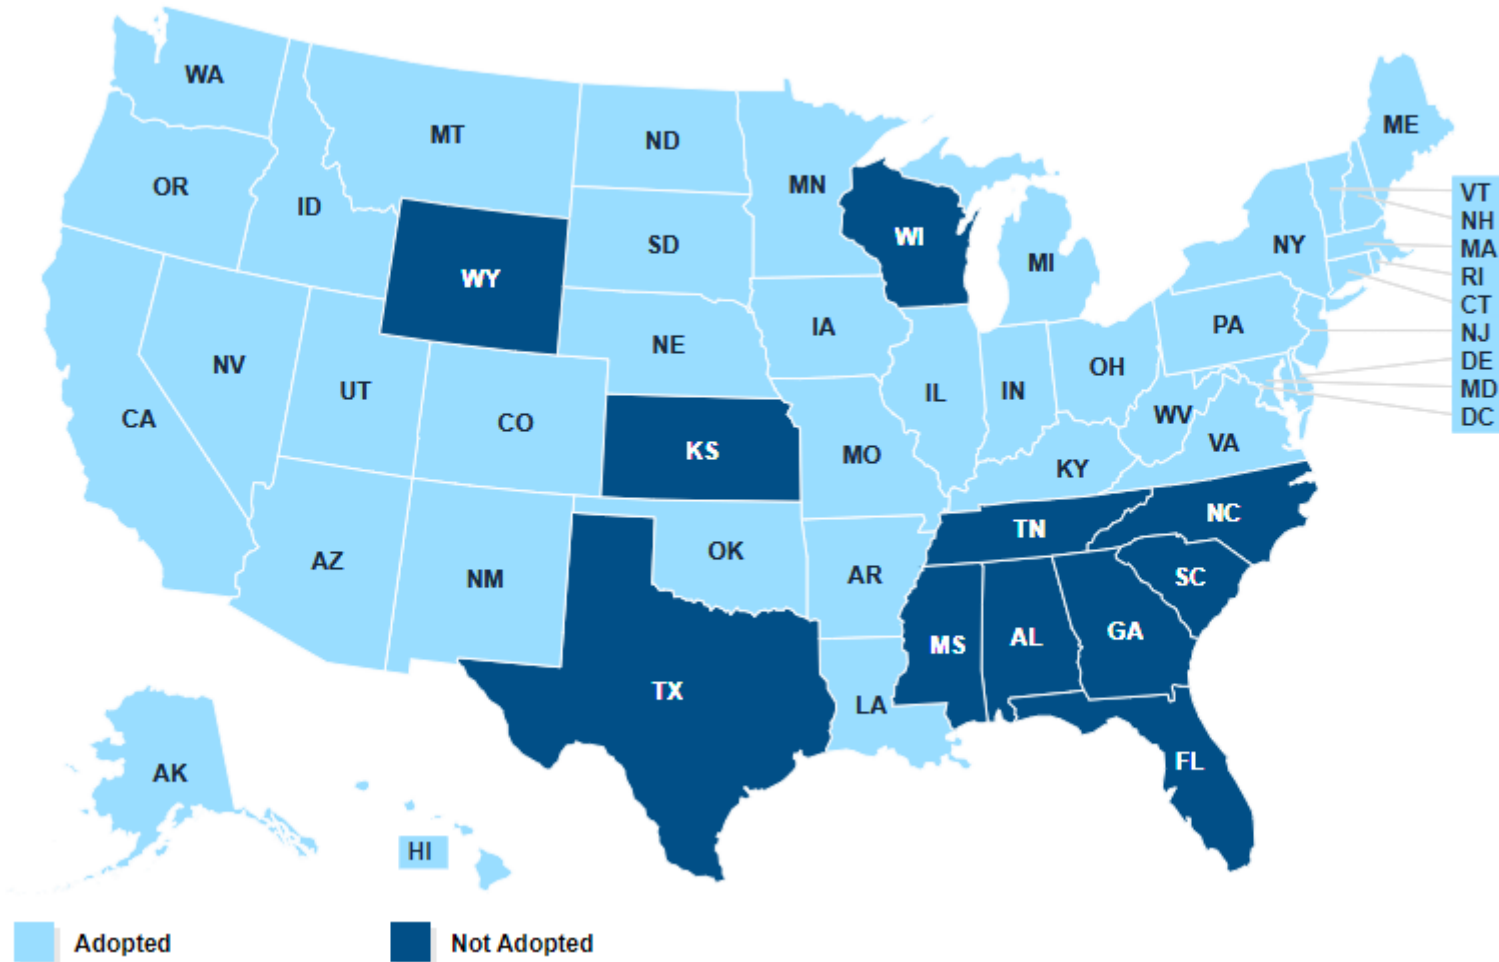 WA
MT
ND
MN
ME
OR
ID
SD
WI
MI
NY
VT
NH
MA
RI
CT
NJ
DE
MD
DC
WY
IA
NE
PA
NV
UT
CO
CA
IL
IN
OH
WV
VA
KS
MO
KY
AZ
NM
OK
AR
TN
NC
SC
MS
AL
GA
TX
LA
FL
AK
HI
Adopted
Not Adopted